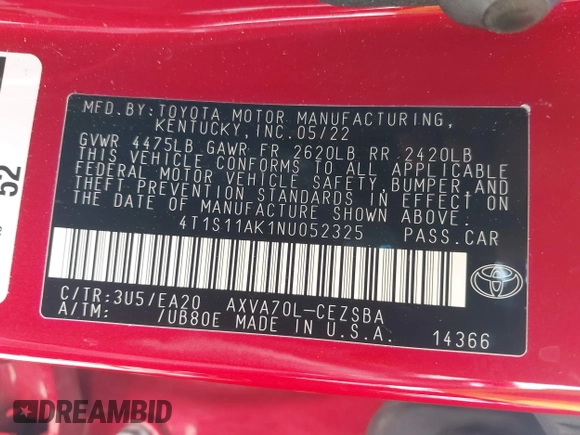 MFD.BY:TOYOTA MOTOR MANUFACTURING,
KENTUCKY,INC.05/22
GVWR 4475LB GAWR FR 2620LB RR 2420LB
THIS VEHICLE CONFORMS TO ALL APPLICABLE
FEDERAL MOTOR VEHICLE SAFETY,BUMPER,AND
THEFT PREVENTION STANDARDS IN EFFECT ON
THE DATE OF MANUFACTURE SHOWN ABOVE.
4T1S11AK1NU052325 PASS.CAR
C/TR:3U5/EA20 AXVA70L-CEZSBA
A/TM: /UB80E MADE IN U.S.A.
14366
TOYOTA
52
DREAMBID